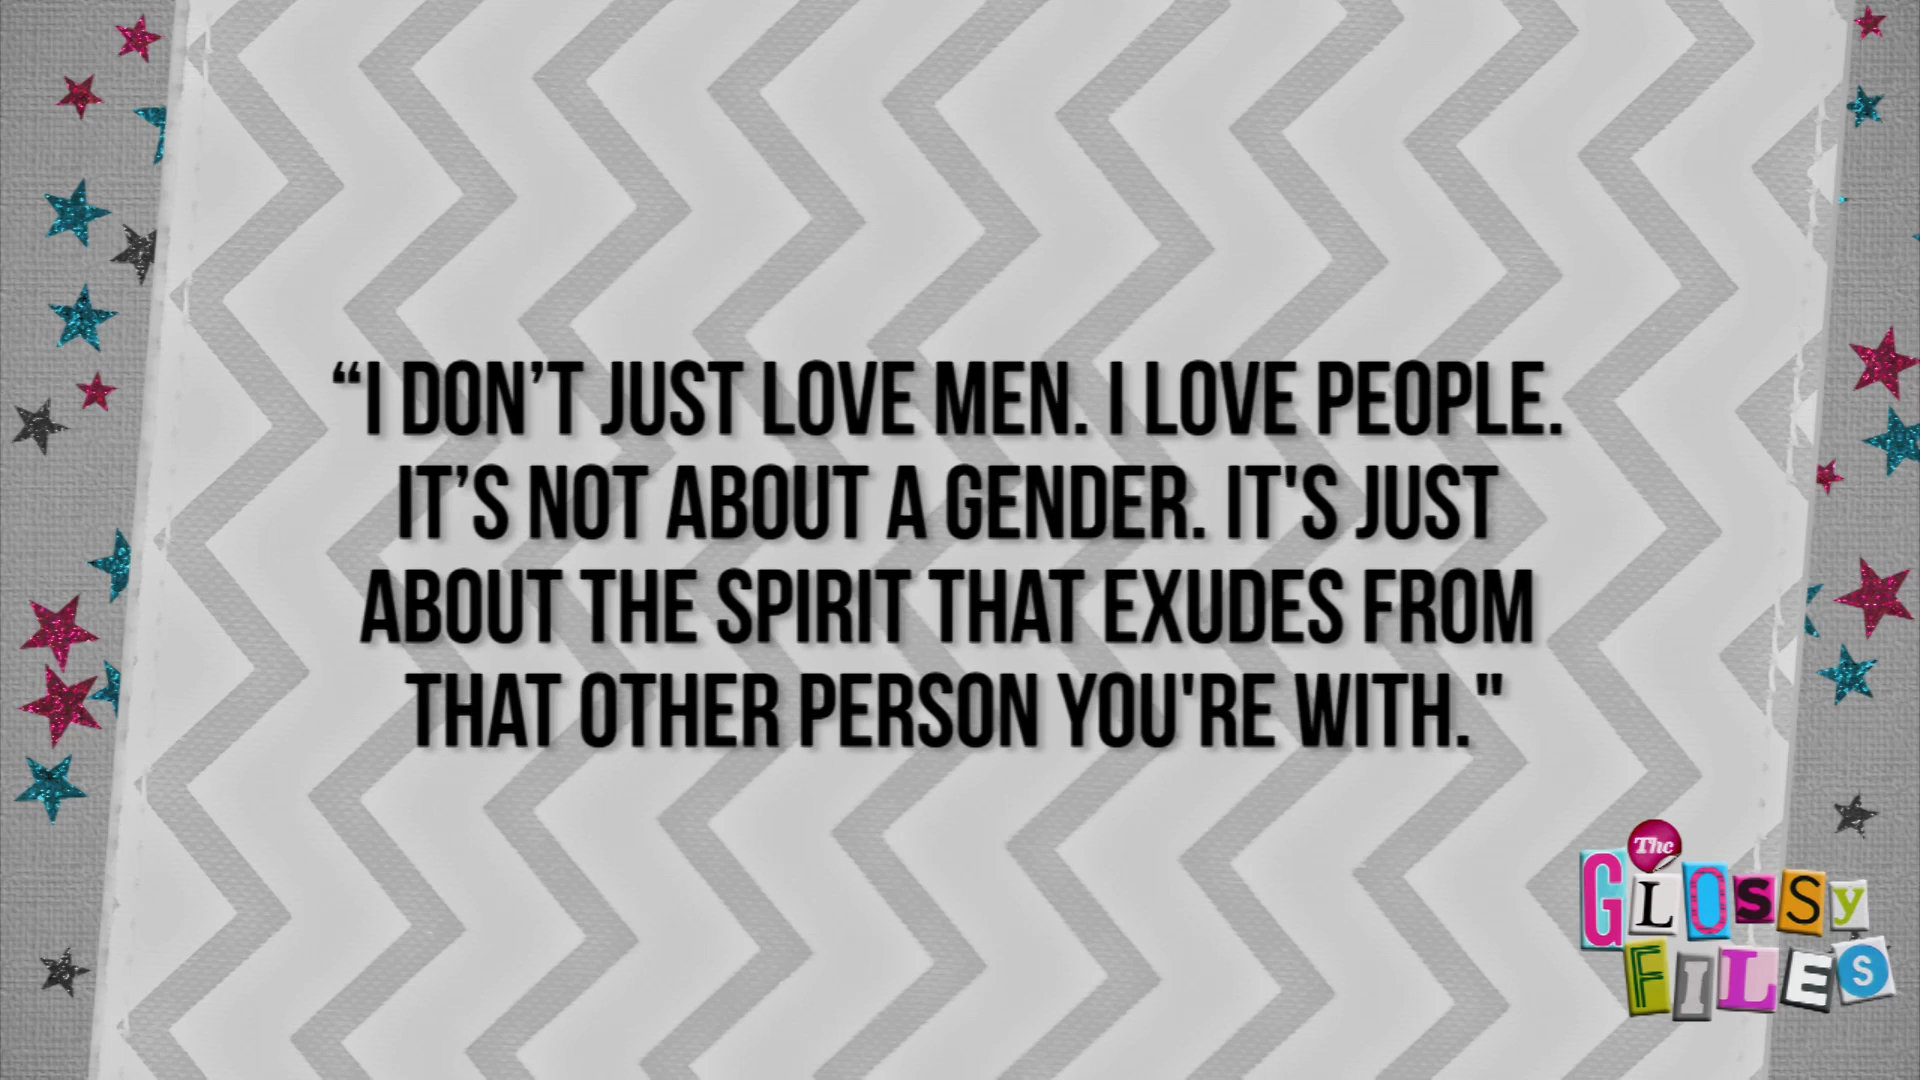 “I DON’T JUST LOVE MEN. I LOVE PEOPLE.
IT’S NOT ABOUT A GENDER. IT'S JUST
ABOUT THE SPIRIT THAT EXUDES FROM
THAT OTHER PERSON YOU'RE WITH."
The
GLOSSy
FILES